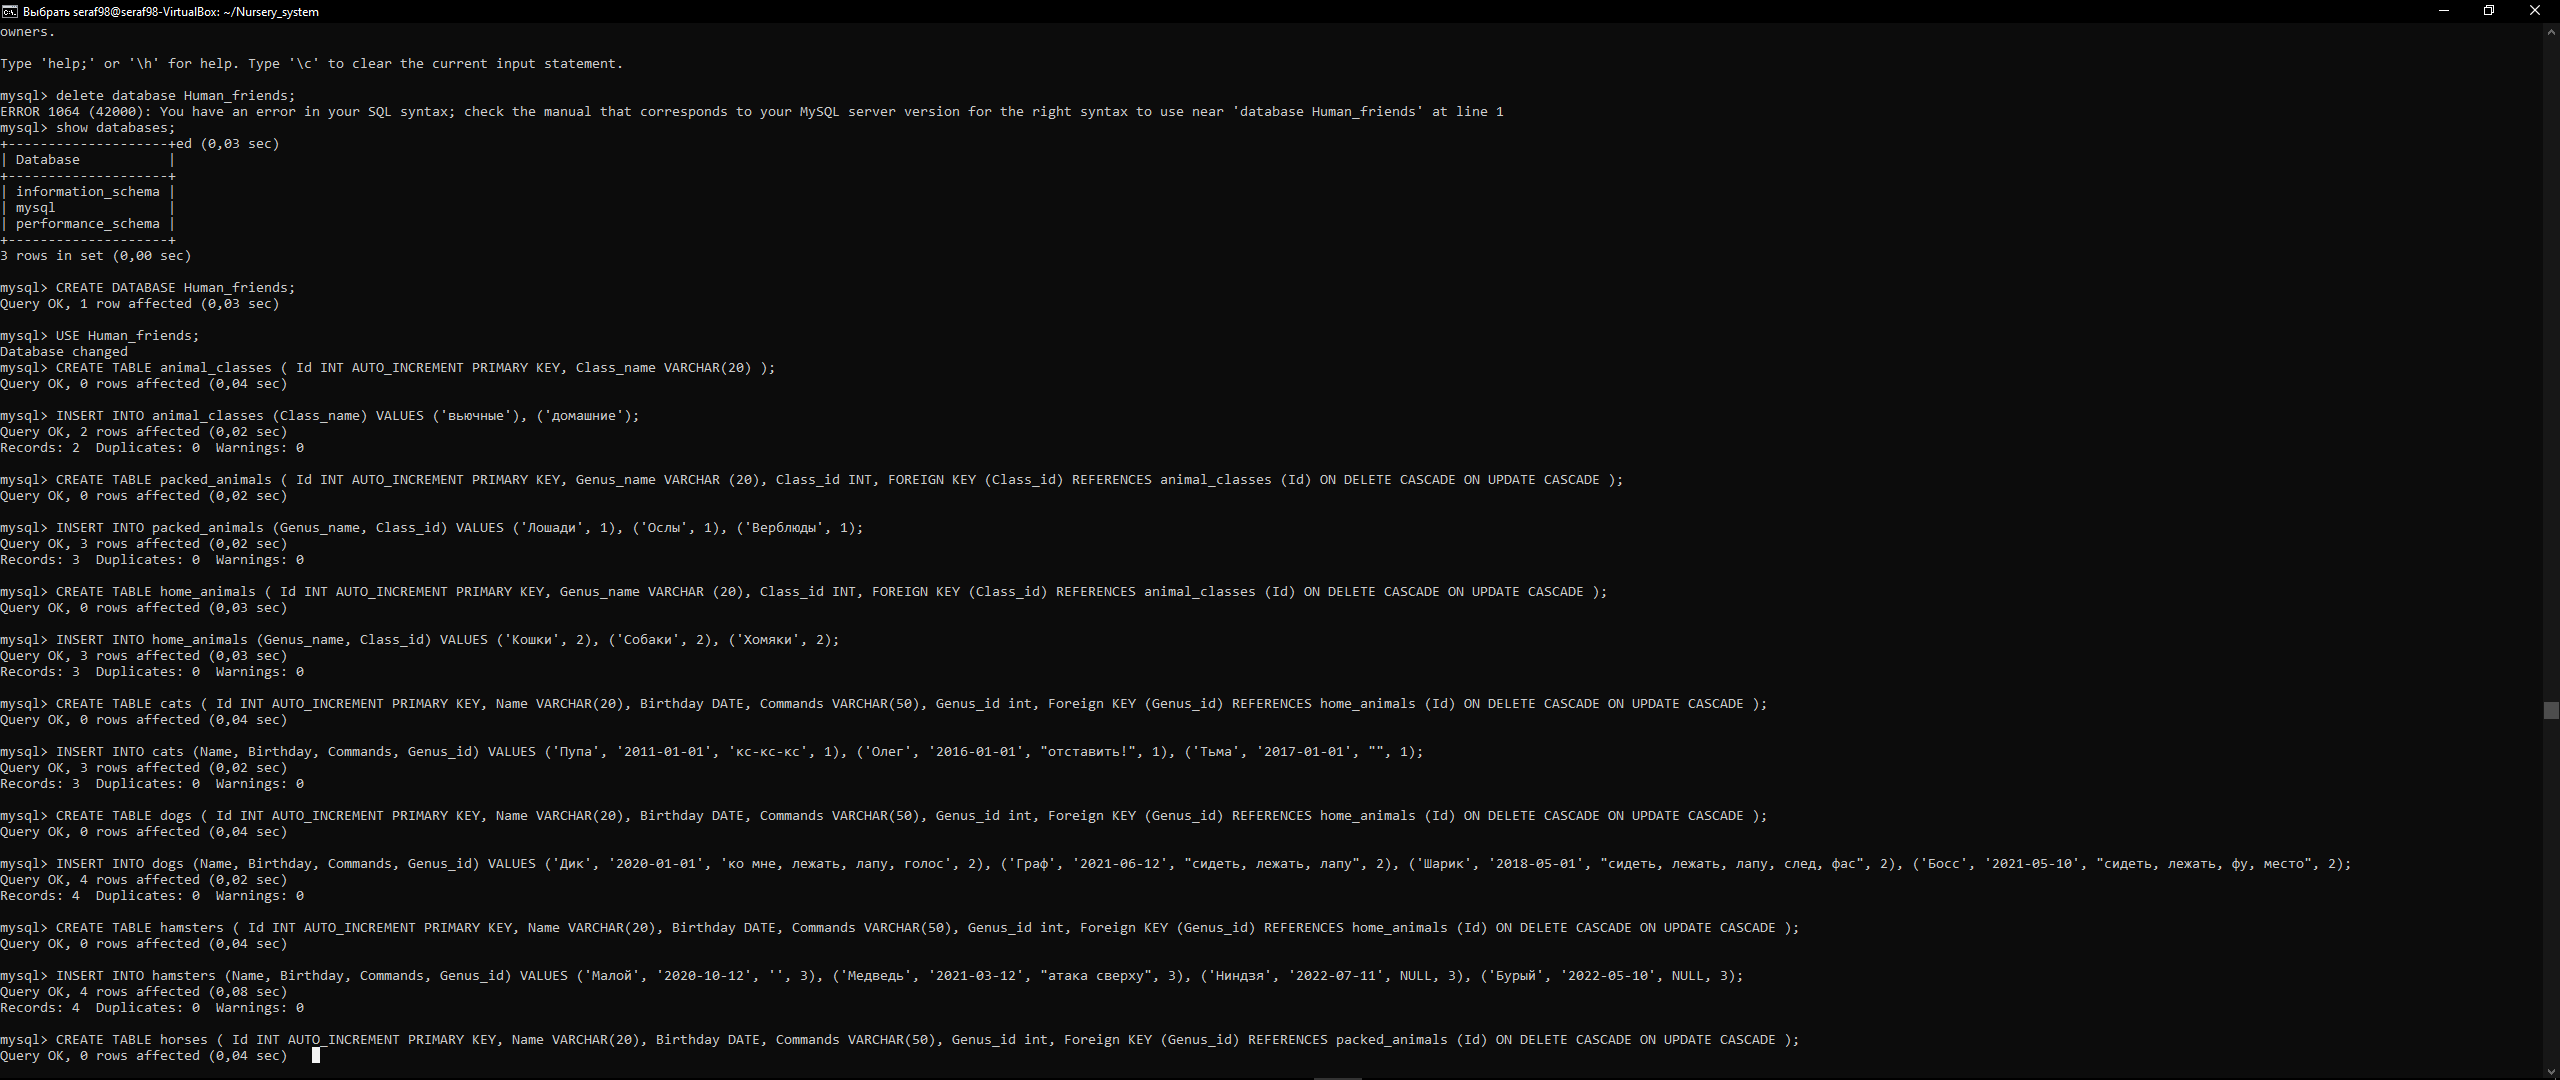 Выбрать seraf98@seraf98-VirtualBox: ~/Nursery_system
owners.
Type 'help;' or '\h' for help. Type '\c' to clear the current input statement.
mysql> delete database Human_friends;
ERROR 1064 (42000): You have an error in your SQL syntax; check the manual that corresponds to your MySQL server version for the right syntax to use near 'database Human_friends' at line 1
mysql> show databases;
+--------------------+ed (0,03 sec)
| Database           |
+--------------------+
| information_schema |
| mysql              |
| performance_schema |
+--------------------+
3 rows in set (0,00 sec)
mysql> CREATE DATABASE Human_friends;
Query OK, 1 row affected (0,03 sec)
mysql> USE Human_friends;
Database changed
mysql> CREATE TABLE animal_classes ( Id INT AUTO_INCREMENT PRIMARY KEY, Class_name VARCHAR(20) );
Query OK, 0 rows affected (0,04 sec)
mysql> INSERT INTO animal_classes (Class_name) VALUES ('вьючные'), ('домашние');
Query OK, 2 rows affected (0,02 sec)
Records: 2  Duplicates: 0  Warnings: 0
mysql> CREATE TABLE packed_animals ( Id INT AUTO_INCREMENT PRIMARY KEY, Genus_name VARCHAR (20), Class_id INT, FOREIGN KEY (Class_id) REFERENCES animal_classes (Id) ON DELETE CASCADE ON UPDATE CASCADE );
Query OK, 0 rows affected (0,02 sec)
mysql> INSERT INTO packed_animals (Genus_name, Class_id) VALUES ('Лошади', 1), ('Ослы', 1), ('Верблюды', 1);
Query OK, 3 rows affected (0,02 sec)
Records: 3  Duplicates: 0  Warnings: 0
mysql> CREATE TABLE home_animals ( Id INT AUTO_INCREMENT PRIMARY KEY, Genus_name VARCHAR (20), Class_id INT, FOREIGN KEY (Class_id) REFERENCES animal_classes (Id) ON DELETE CASCADE ON UPDATE CASCADE );
Query OK, 0 rows affected (0,03 sec)
mysql> INSERT INTO home_animals (Genus_name, Class_id) VALUES ('Кошки', 2), ('Собаки', 2), ('Хомяки', 2);
Query OK, 3 rows affected (0,03 sec)
Records: 3  Duplicates: 0  Warnings: 0
mysql> CREATE TABLE cats ( Id INT AUTO_INCREMENT PRIMARY KEY, Name VARCHAR(20), Birthday DATE, Commands VARCHAR(50), Genus_id int, Foreign KEY (Genus_id) REFERENCES home_animals (Id) ON DELETE CASCADE ON UPDATE CASCADE );
Query OK, 0 rows affected (0,04 sec)
mysql> INSERT INTO cats (Name, Birthday, Commands, Genus_id) VALUES ('Пупа', '2011-01-01', 'кс-кс-кс', 1), ('Олег', '2016-01-01', "отставить!", 1), ('Тьма', '2017-01-01', "", 1);
Query OK, 3 rows affected (0,02 sec)
Records: 3  Duplicates: 0  Warnings: 0
mysql> CREATE TABLE dogs ( Id INT AUTO_INCREMENT PRIMARY KEY, Name VARCHAR(20), Birthday DATE, Commands VARCHAR(50), Genus_id int, Foreign KEY (Genus_id) REFERENCES home_animals (Id) ON DELETE CASCADE ON UPDATE CASCADE );
Query OK, 0 rows affected (0,04 sec)
mysql> INSERT INTO dogs (Name, Birthday, Commands, Genus_id) VALUES ('Дик', '2020-01-01', 'ко мне, лежать, лапу, голос', 2), ('Граф', '2021-06-12', "сидеть, лежать, лапу", 2), ('Шарик', '2018-05-01', "сидеть, лежать, лапу, след, фас", 2), ('Босс', '2021-05-10', "сидеть, лежать, фу, место", 2);
Query OK, 4 rows affected (0,02 sec)
Records: 4  Duplicates: 0  Warnings: 0
mysql> CREATE TABLE hamsters ( Id INT AUTO_INCREMENT PRIMARY KEY, Name VARCHAR(20), Birthday DATE, Commands VARCHAR(50), Genus_id int, Foreign KEY (Genus_id) REFERENCES home_animals (Id) ON DELETE CASCADE ON UPDATE CASCADE );
Query OK, 0 rows affected (0,04 sec)
mysql> INSERT INTO hamsters (Name, Birthday, Commands, Genus_id) VALUES ('Малой', '2020-10-12', '', 3), ('Медведь', '2021-03-12', "атака сверху", 3), ('Ниндзя', '2022-07-11', NULL, 3), ('Бурый', '2022-05-10', NULL, 3);
Query OK, 4 rows affected (0,08 sec)
Records: 4  Duplicates: 0  Warnings: 0
mysql> CREATE TABLE horses ( Id INT AUTO_INCREMENT PRIMARY KEY, Name VARCHAR(20), Birthday DATE, Commands VARCHAR(50), Genus_id int, Foreign KEY (Genus_id) REFERENCES packed_animals (Id) ON DELETE CASCADE ON UPDATE CASCADE );
Query OK, 0 rows affected (0,04 sec)